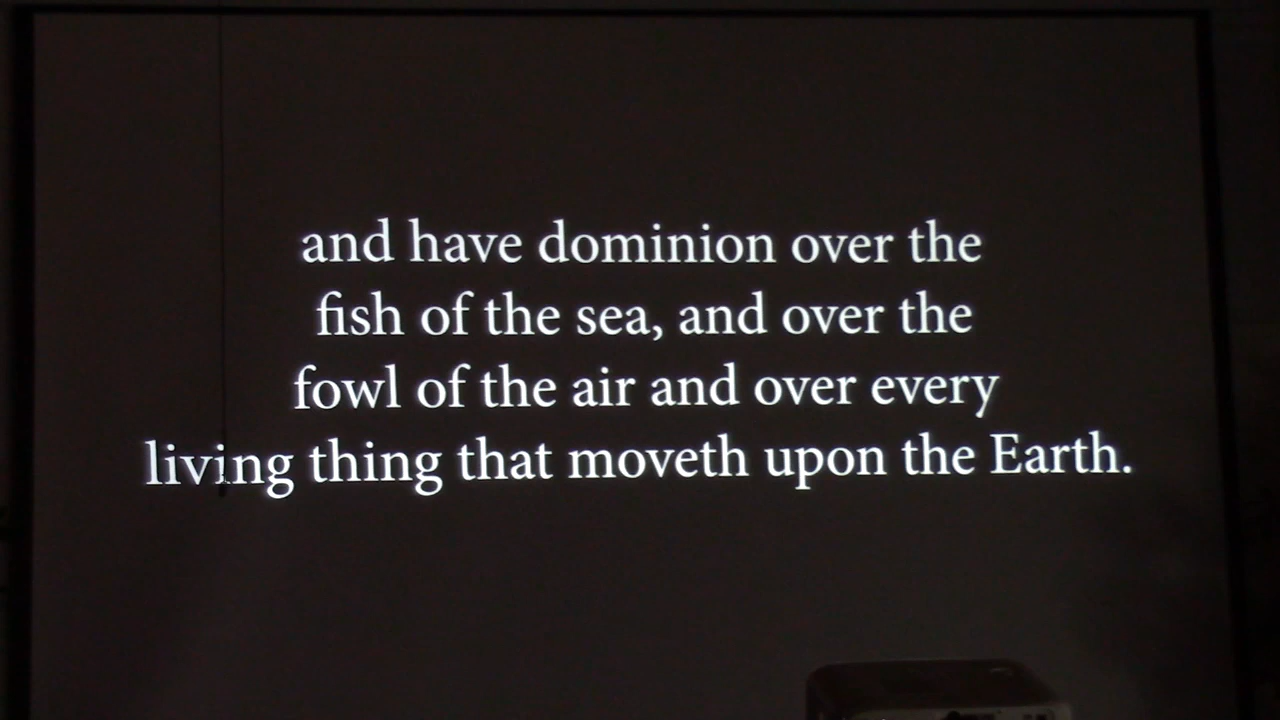 and have dominion over the
fish of the sea, and over the
fowl of the air and over every
living thing that moveth upon the Earth.